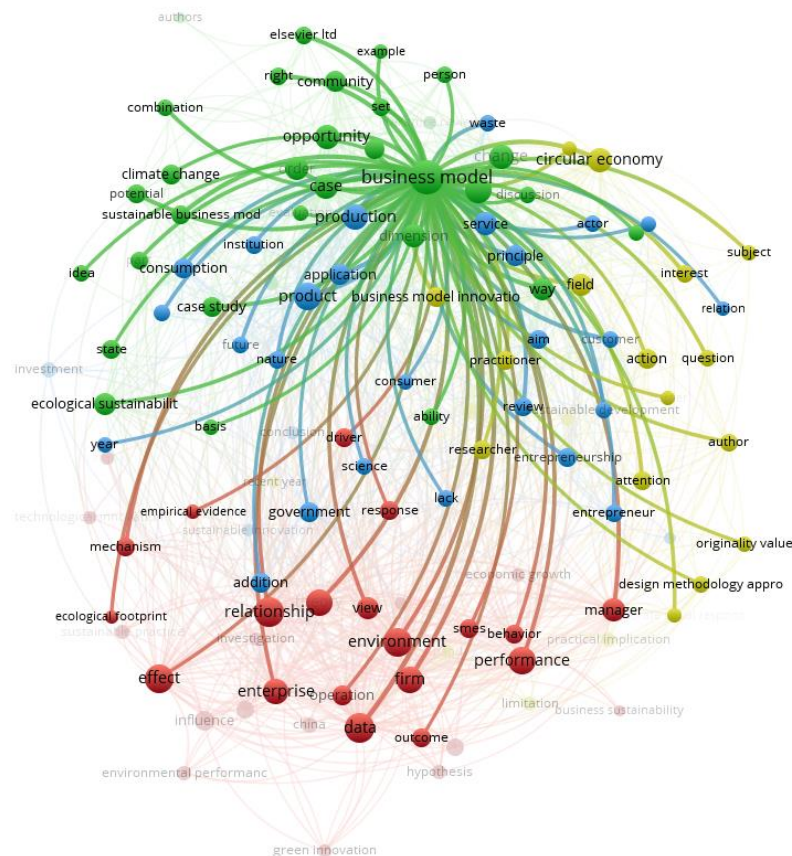 authors
elsevier ltd
example
right
community
person
combination
set
waste
opportunity
change
circular economy
order
climate change
case
business model
potential
discussion
sustainable business mod
production
service
actor
institution
dimension
subject
idea
consumption
application
principle
interest
product
business model innovatio
way
field
case study
relation
state
future
nature
aim
customer
practitioner
action
question
investment
consumer
ecological sustainabilit
review
sustainable development
basis
ability
year
conclusion
driver
author
researcher
entrepreneurship
science
recent year
attention
lack
empirical evidence
government
response
entrepreneur
sustainable innovation
mechanism
originality value
economic growth
addition
design methodology appro
ecological footprint
relationship
view
manager
sustainable practice
investigation
environment
smes
behavior
practical implication
performance
effect
firm
enterprise
operation
limitation
business sustainability
influence
china
data
outcome
environmental performanc
hypothesis
green innovation